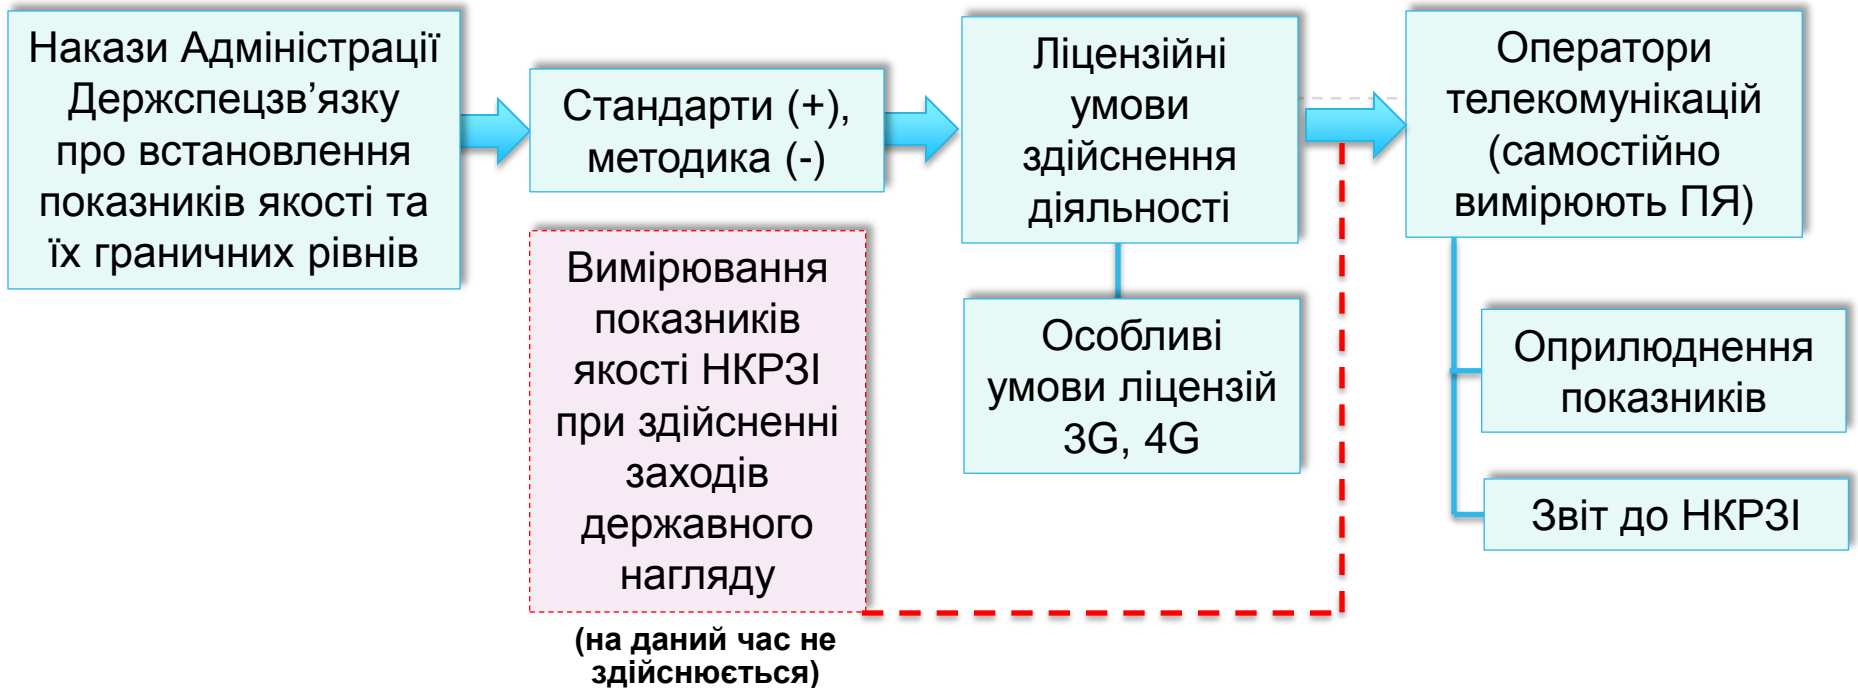 Накази Адміністрації
Держспецзв’язку
про встановлення
показників якості та
їх граничних рівнів
Стандарти (+),
методика (-)
Ліцензійні
умови
здійснення
діяльності
Оператори
телекомунікацій
(самостійно
вимірюють ПЯ)
Вимірювання
показників
якості НКРЗІ
при здійсненні
заходів
державного
нагляду
(на даний час не
здійснюється)
Особливі
умови ліцензій
3G, 4G
Оприлюднення
показників
Звіт до НКРЗІ